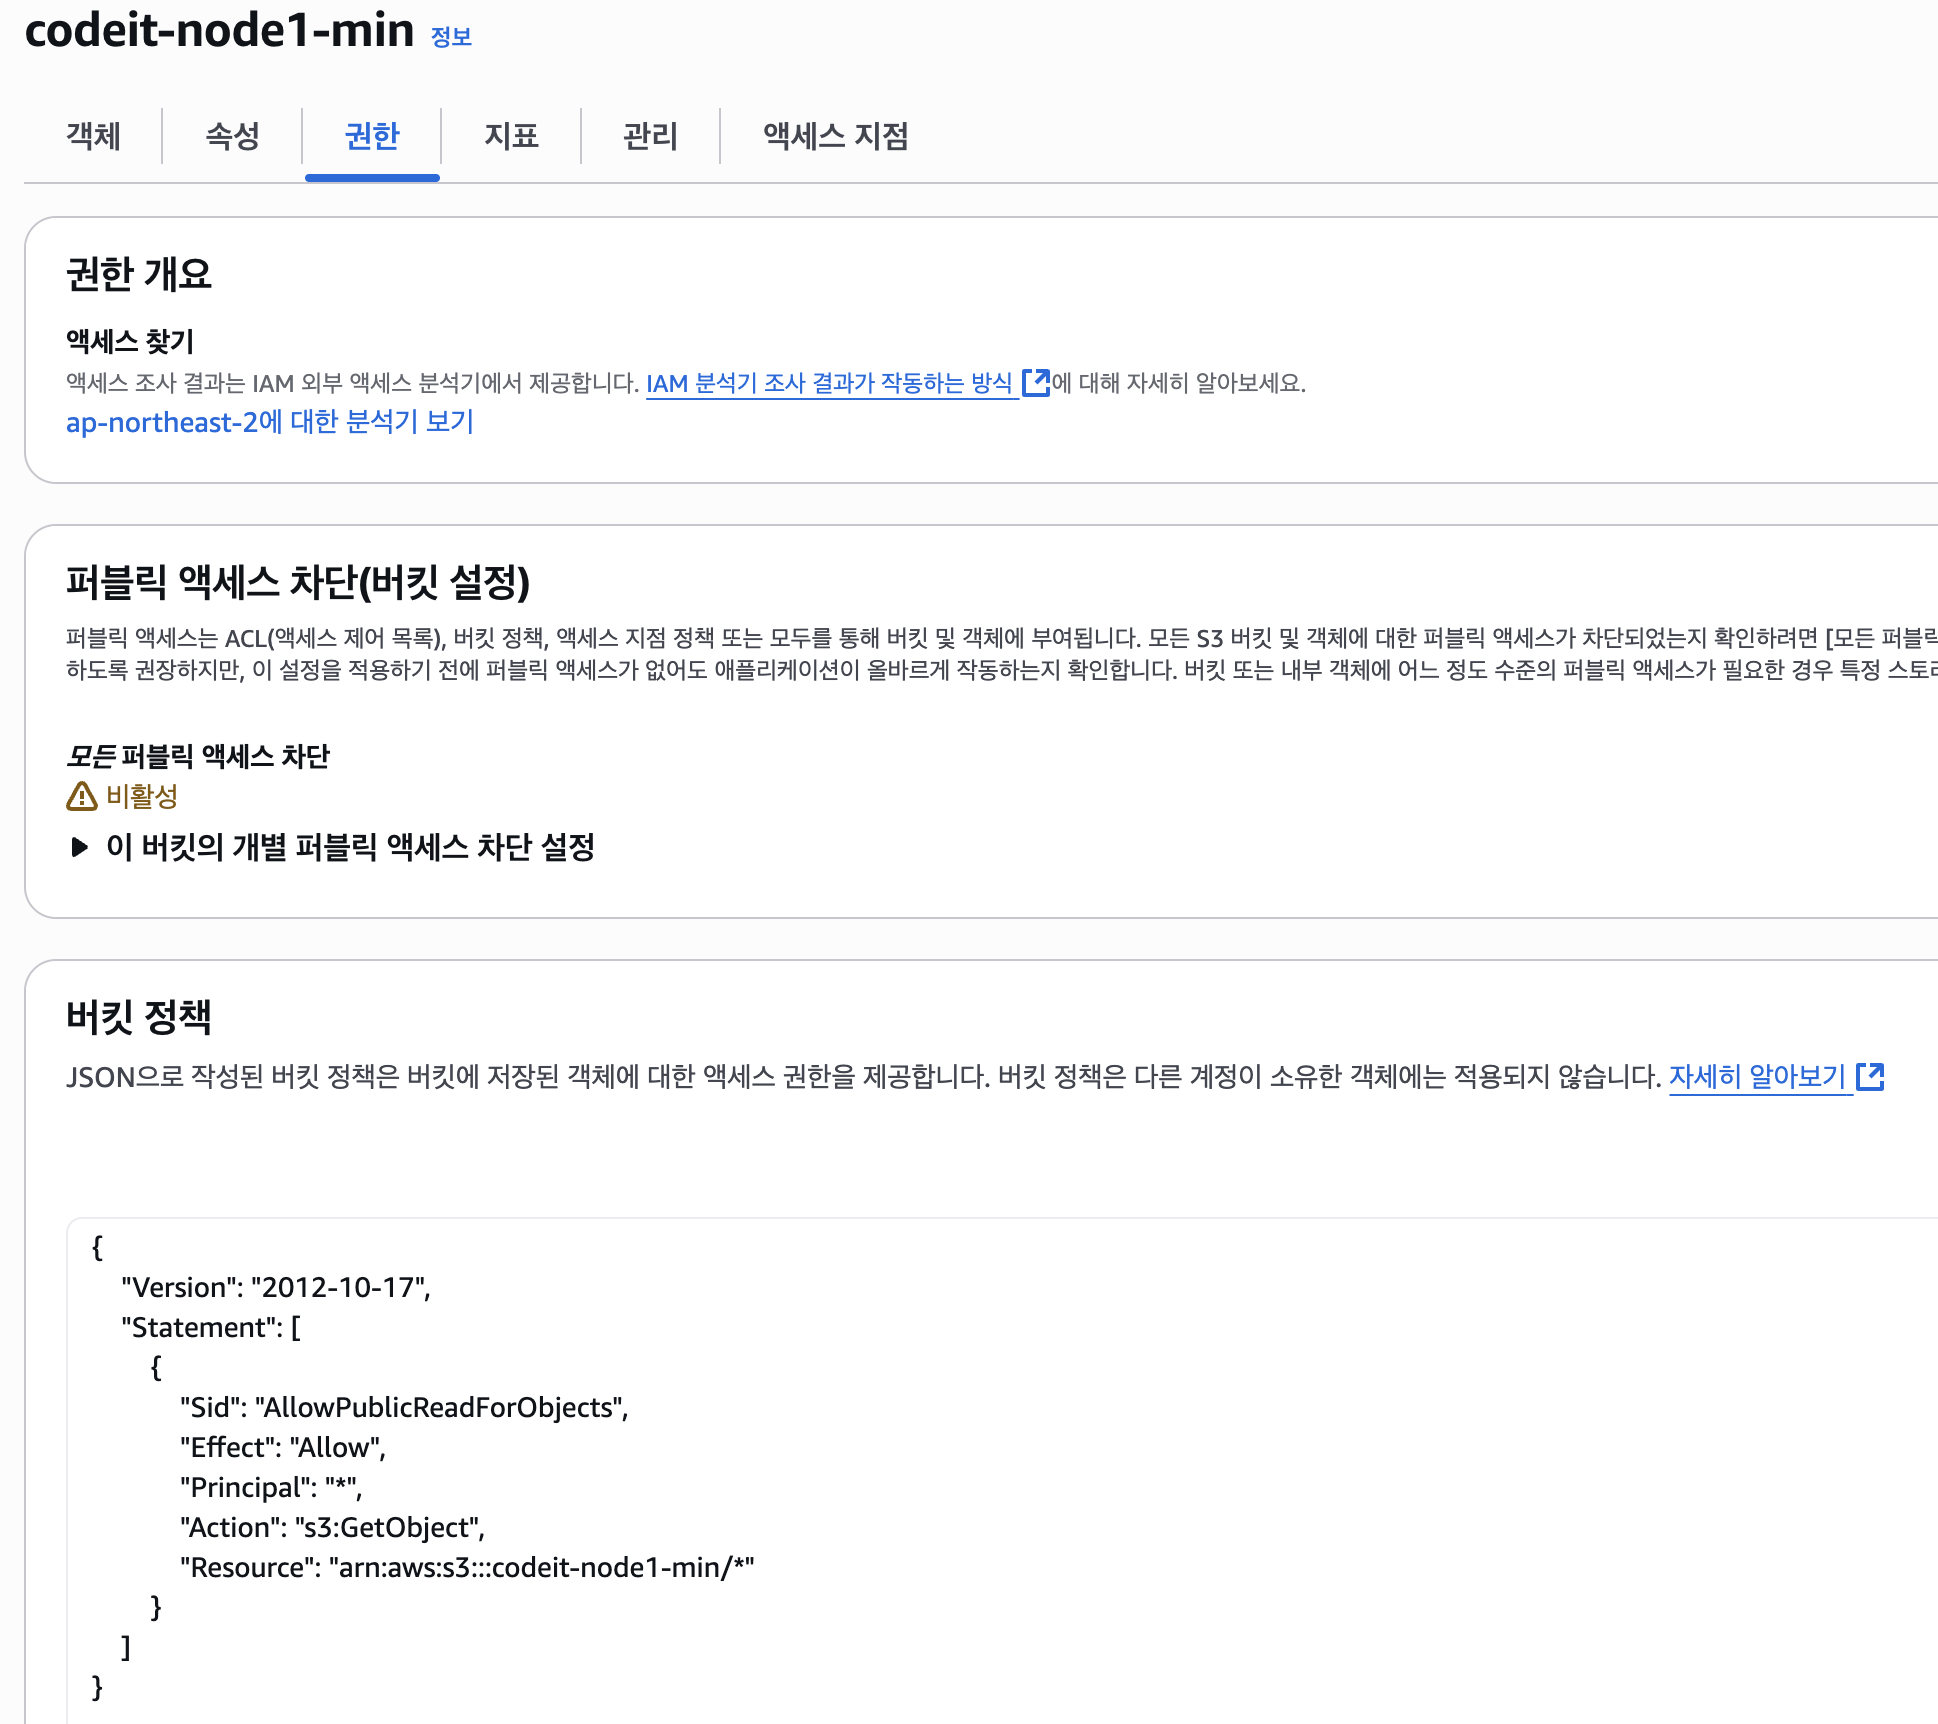 codeit-node1-min 정보
객체 속성 권한 지표 관리 액세스 지점
권한 개요
액세스 찾기
액세스 조사 결과는 IAM 외부 액세스 분석기에서 제공합니다. IAM 분석기 조사 결과가 작동하는 방식 에 대해 자세히 알아보세요.
ap-northeast-2에 대한 분석기 보기
퍼블릭 액세스 차단(버킷 설정)
퍼블릭 액세스는 ACL(액세스 제어 목록), 버킷 정책, 액세스 지점 정책 또는 모두를 통해 버킷 및 객체에 부여됩니다. 모든 S3 버킷 및 객체에 대한 퍼블릭 액세스가 차단되었는지 확인하려면 [모든 퍼블릭
하도록 권장하지만, 이 설정을 적용하기 전에 퍼블릭 액세스가 없어도 애플리케이션이 올바르게 작동하는지 확인합니다. 버킷 또는 내부 객체에 어느 정도 수준의 퍼블릭 액세스가 필요한 경우 특정 스토
모든 퍼블릭 액세스 차단
비활성
이 버킷의 개별 퍼블릭 액세스 차단 설정
버킷 정책
JSON으로 작성된 버킷 정책은 버킷에 저장된 객체에 대한 액세스 권한을 제공합니다. 버킷 정책은 다른 계정이 소유한 객체에는 적용되지 않습니다. 자세히 알아보기
{
"Version": "2012-10-17",
"Statement": [
{
"Sid": "AllowPublicReadForObjects",
"Effect": "Allow",
"Principal": "*",
"Action": "s3:GetObject",
"Resource": "arn:aws:s3:::codeit-node1-min/*"
}
]
}